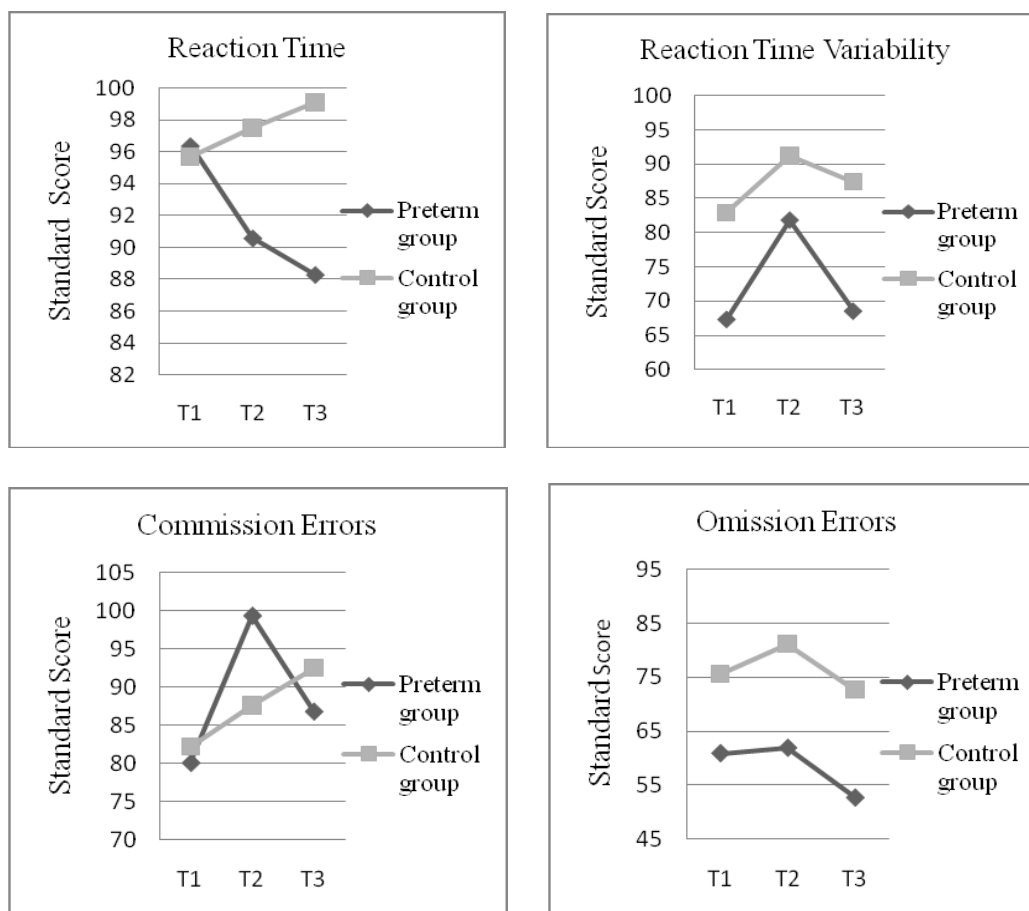 Reaction Time
Standard Score
100
98
96
94
92
90
88
86
84
82
T1 T2 T3
Preterm
group
Control
group
Reaction Time Variability
Standard Score
100
95
90
85
80
75
70
65
60
T1 T2 T3
Preterm
group
Control
group
Commission Errors
Standard Score
105
100
95
90
85
80
75
70
T1 T2 T3
Preterm
group
Control
group
Omission Errors
Standard Score
95
85
75
65
55
45
T1 T2 T3
Preterm
group
Control
group